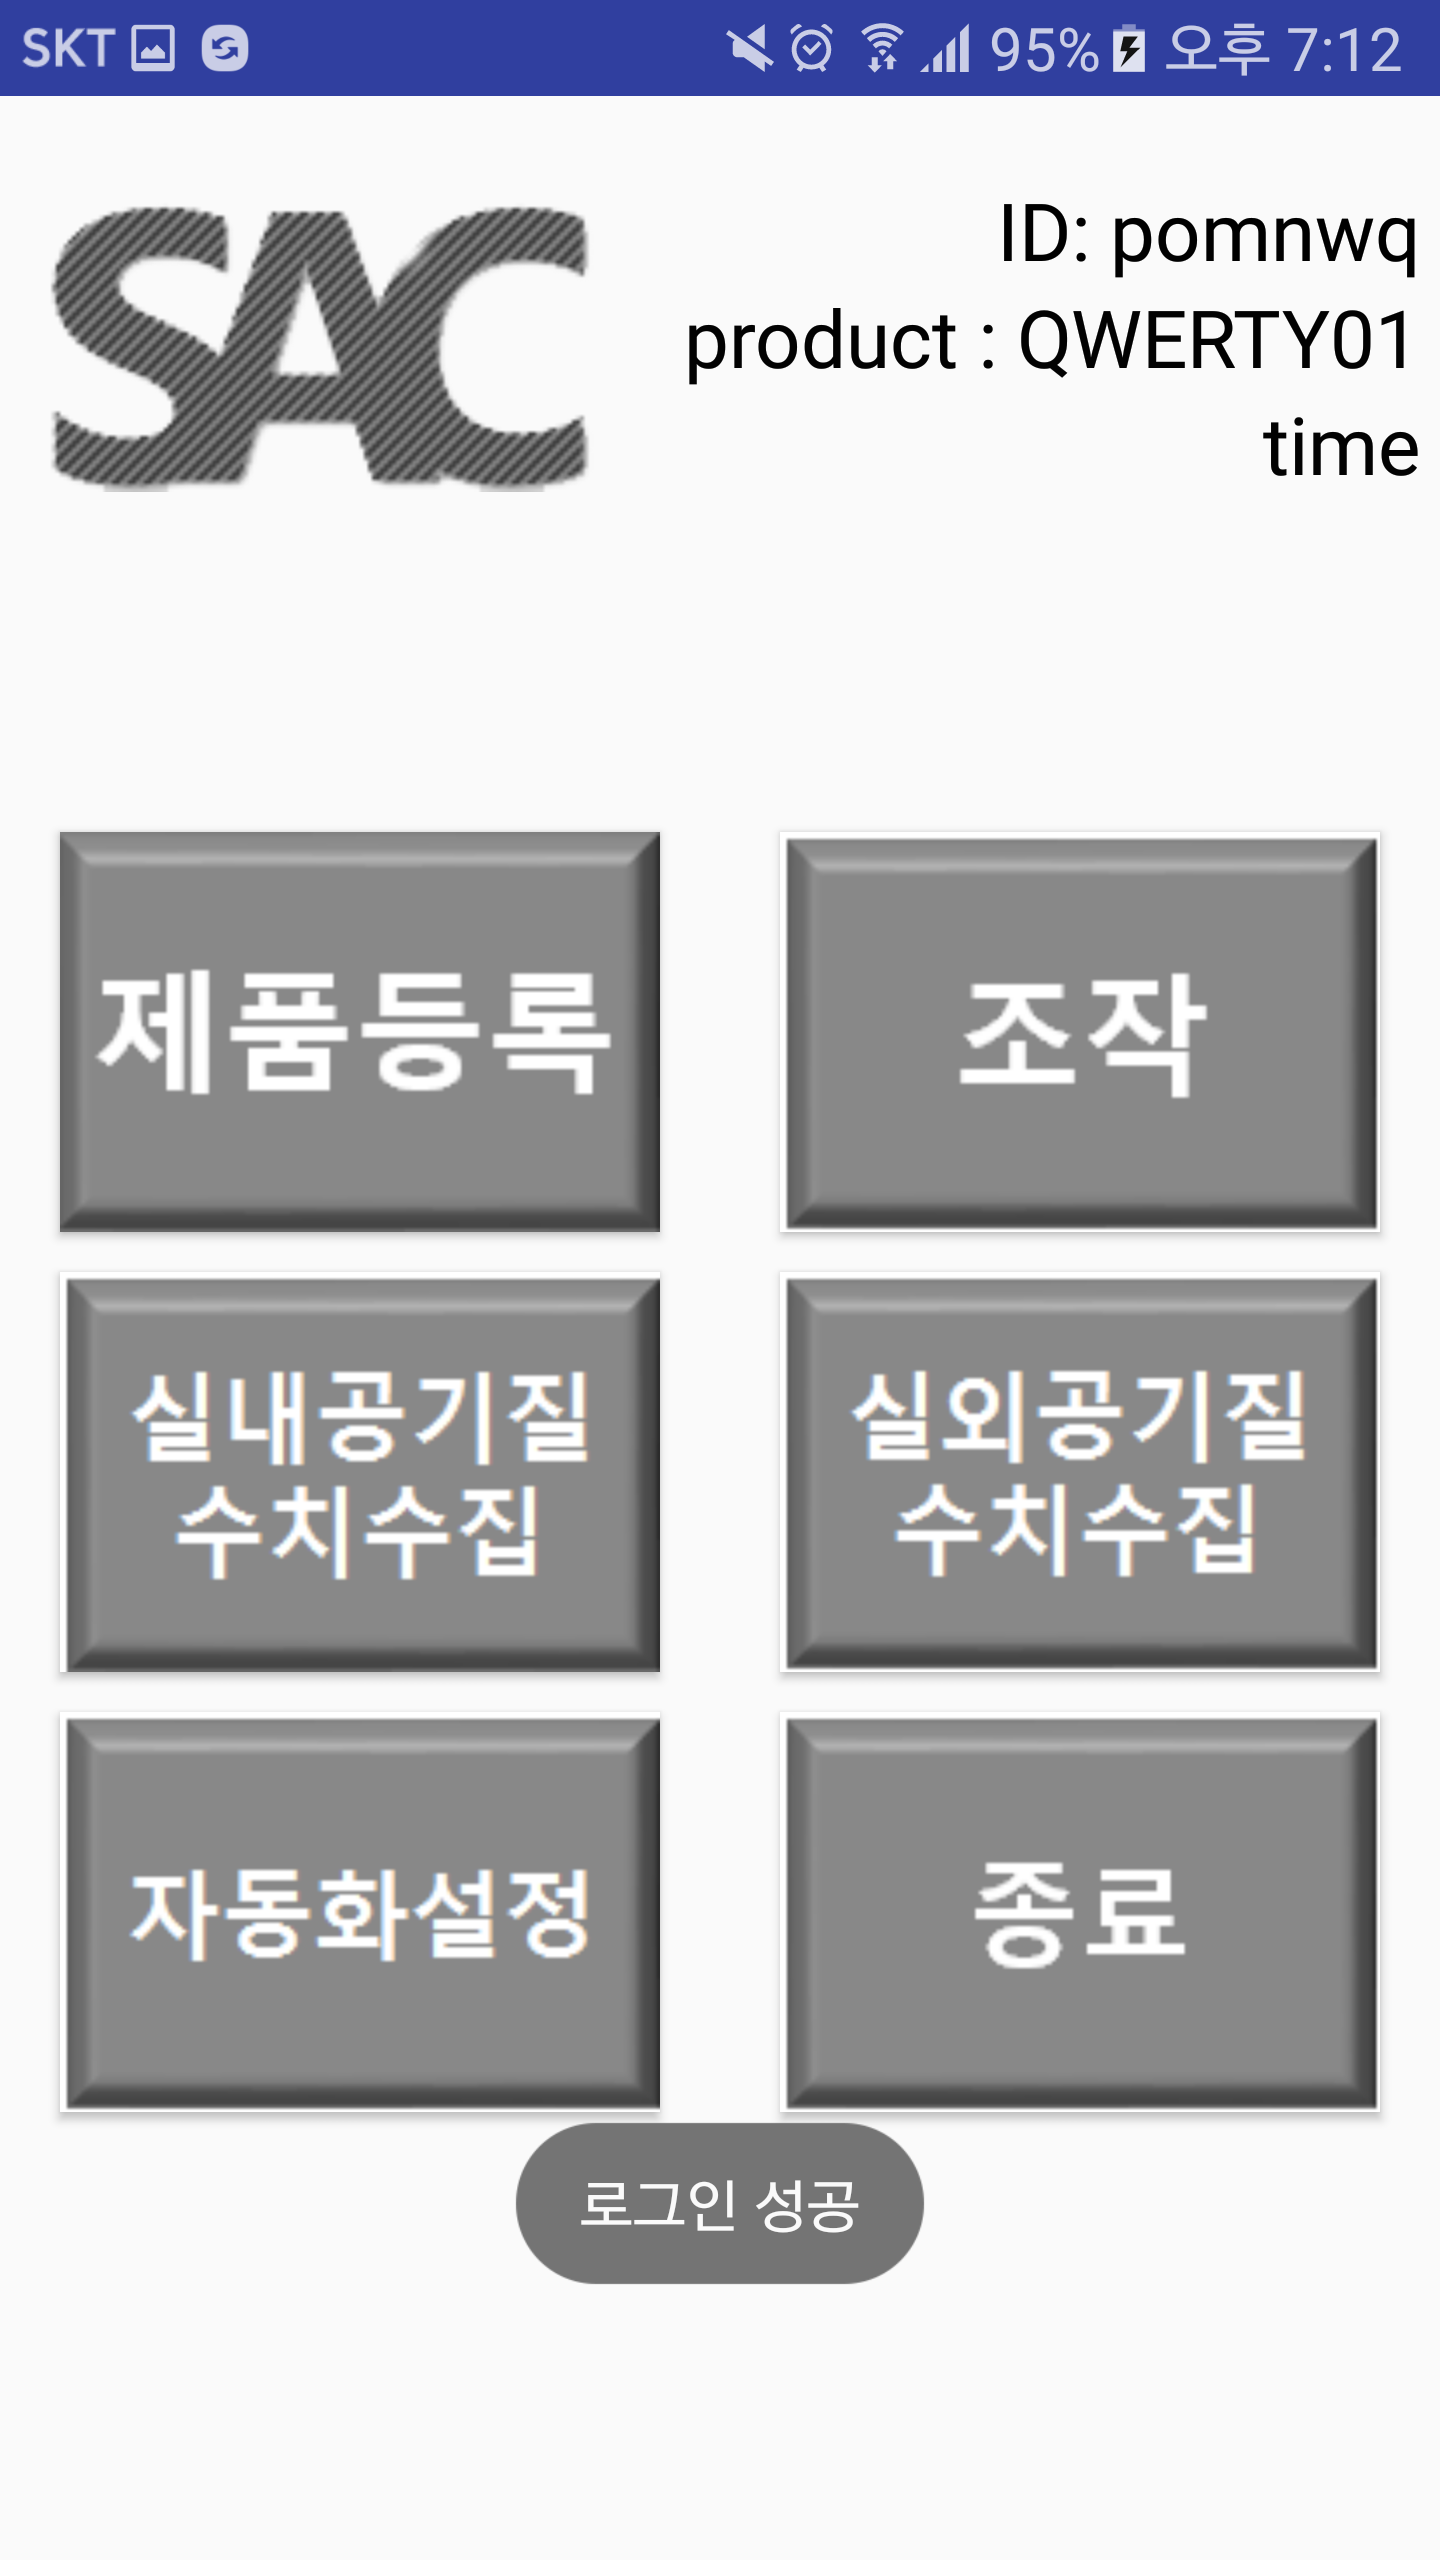 SKT 95% 오후 7:12
SAC
ID: pomnwq
product : QWERTY01
time
제품등록
조작
실내공기질
수치수집
실외공기질
수치수집
자동화설정
종료
로그인 성공